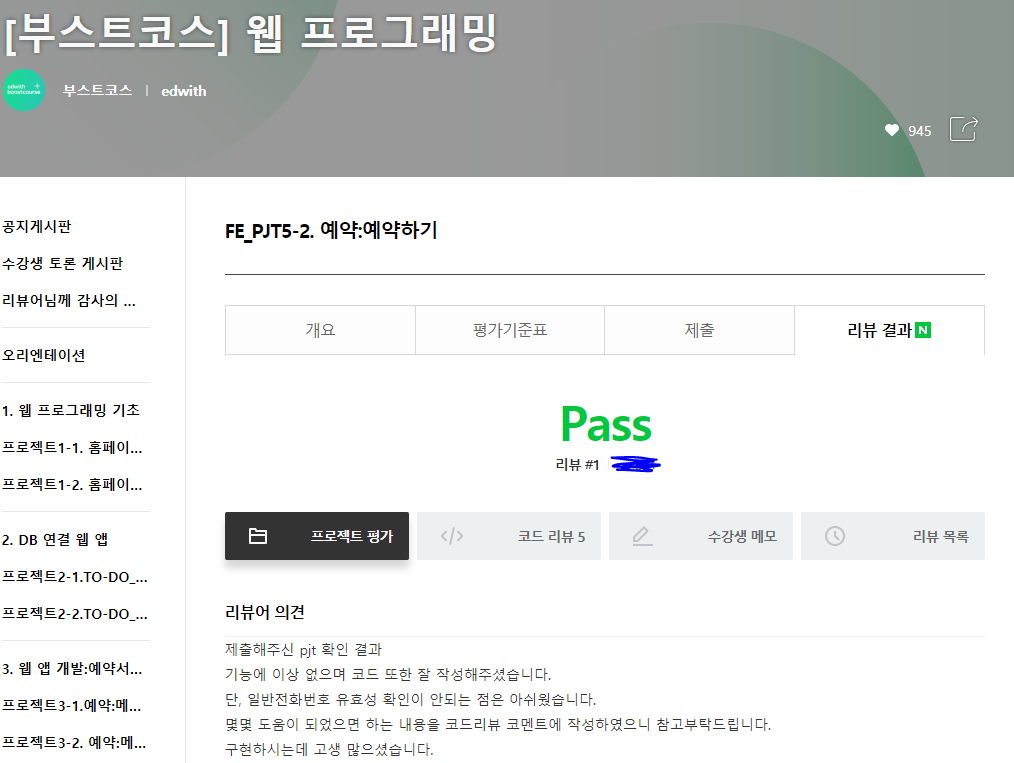 [부스트코스] 웹 프로그래밍
edwith
boostcourse
부스트코스 | edwith
945
공지게시판
수강생 토론 게시판
리뷰어님께 감사의 ...
오리엔테이션
1. 웹 프로그래밍 기초
프로젝트1-1. 홈페이...
프로젝트1-2. 홈페이...
2. DB 연결 웹 앱
프로젝트2-1.TO-DO_...
프로젝트2-2.TO-DO_...
3. 웹 앱 개발:예약서...
프로젝트3-1.예약:메...
프로젝트3-2. 예약:메...
FE_PJT5-2. 예약:예약하기
개요 평가기준표 제출 리뷰 결과 N
Pass
리뷰 #1
프로젝트 평가 </> 코드 리뷰 5 수강생 메모 리뷰 목록
리뷰어 의견
제출해주신 pjt 확인 결과
기능에 이상 없으며 코드 또한 잘 작성해주셨습니다.
단, 일반전화번호 유효성 확인이 안되는 점은 아쉬웠습니다.
몇몇 도움이 되었으면 하는 내용을 코드리뷰 코멘트에 작성하였으니 참고부탁드립니다.
구현하시는데 고생 많으셨습니다.